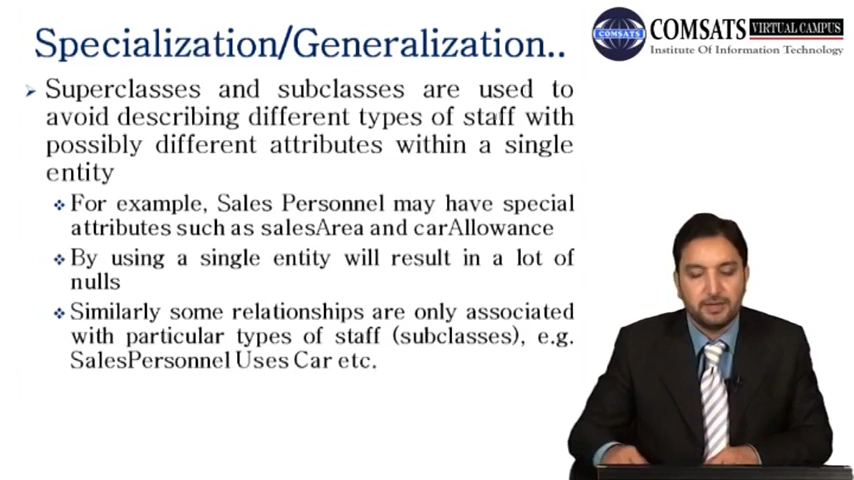 Specialization/Generalization..
COMSATS
COMSATS VIRTUAL CAMPUS
Institute Of Information Technology
Superclasses and subclasses are used to
avoid describing different types of staff with
possibly different attributes within a single
entity
For example, Sales Personnel may have special
attributes such as salesArea and carAllowance
By using a single entity will result in a lot of
nulls
Similarly some relationships are only associated
with particular types of staff (subclasses), e.g.
SalesPersonnel Uses Car etc.